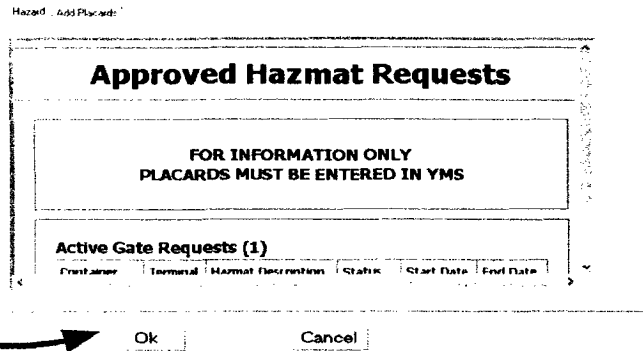 Hazard Add Placards
Approved Hazmat Requests
FOR INFORMATION ONLY
PLACARDS MUST BE ENTERED IN YMS
Active Gate Requests (1)
Container Terminal Hazmat Description Status Start Date End Date
Ok Cancel